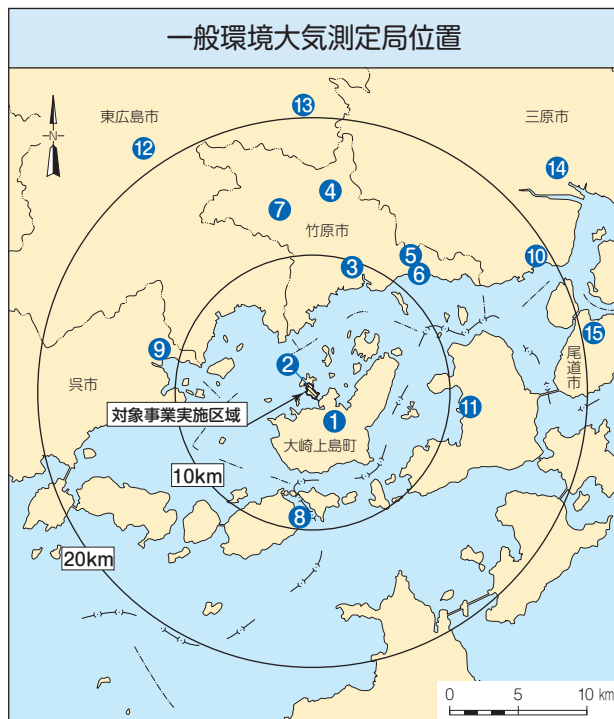 一般環境大気測定局位置
N
東広島市
三原市
13
12
14
4
7
竹原市
5
10
3
6
15
9
2
尾道市
呉市
11
対象事業実施区域
1
大崎上島町
10km
8
20km
0 5 10 km